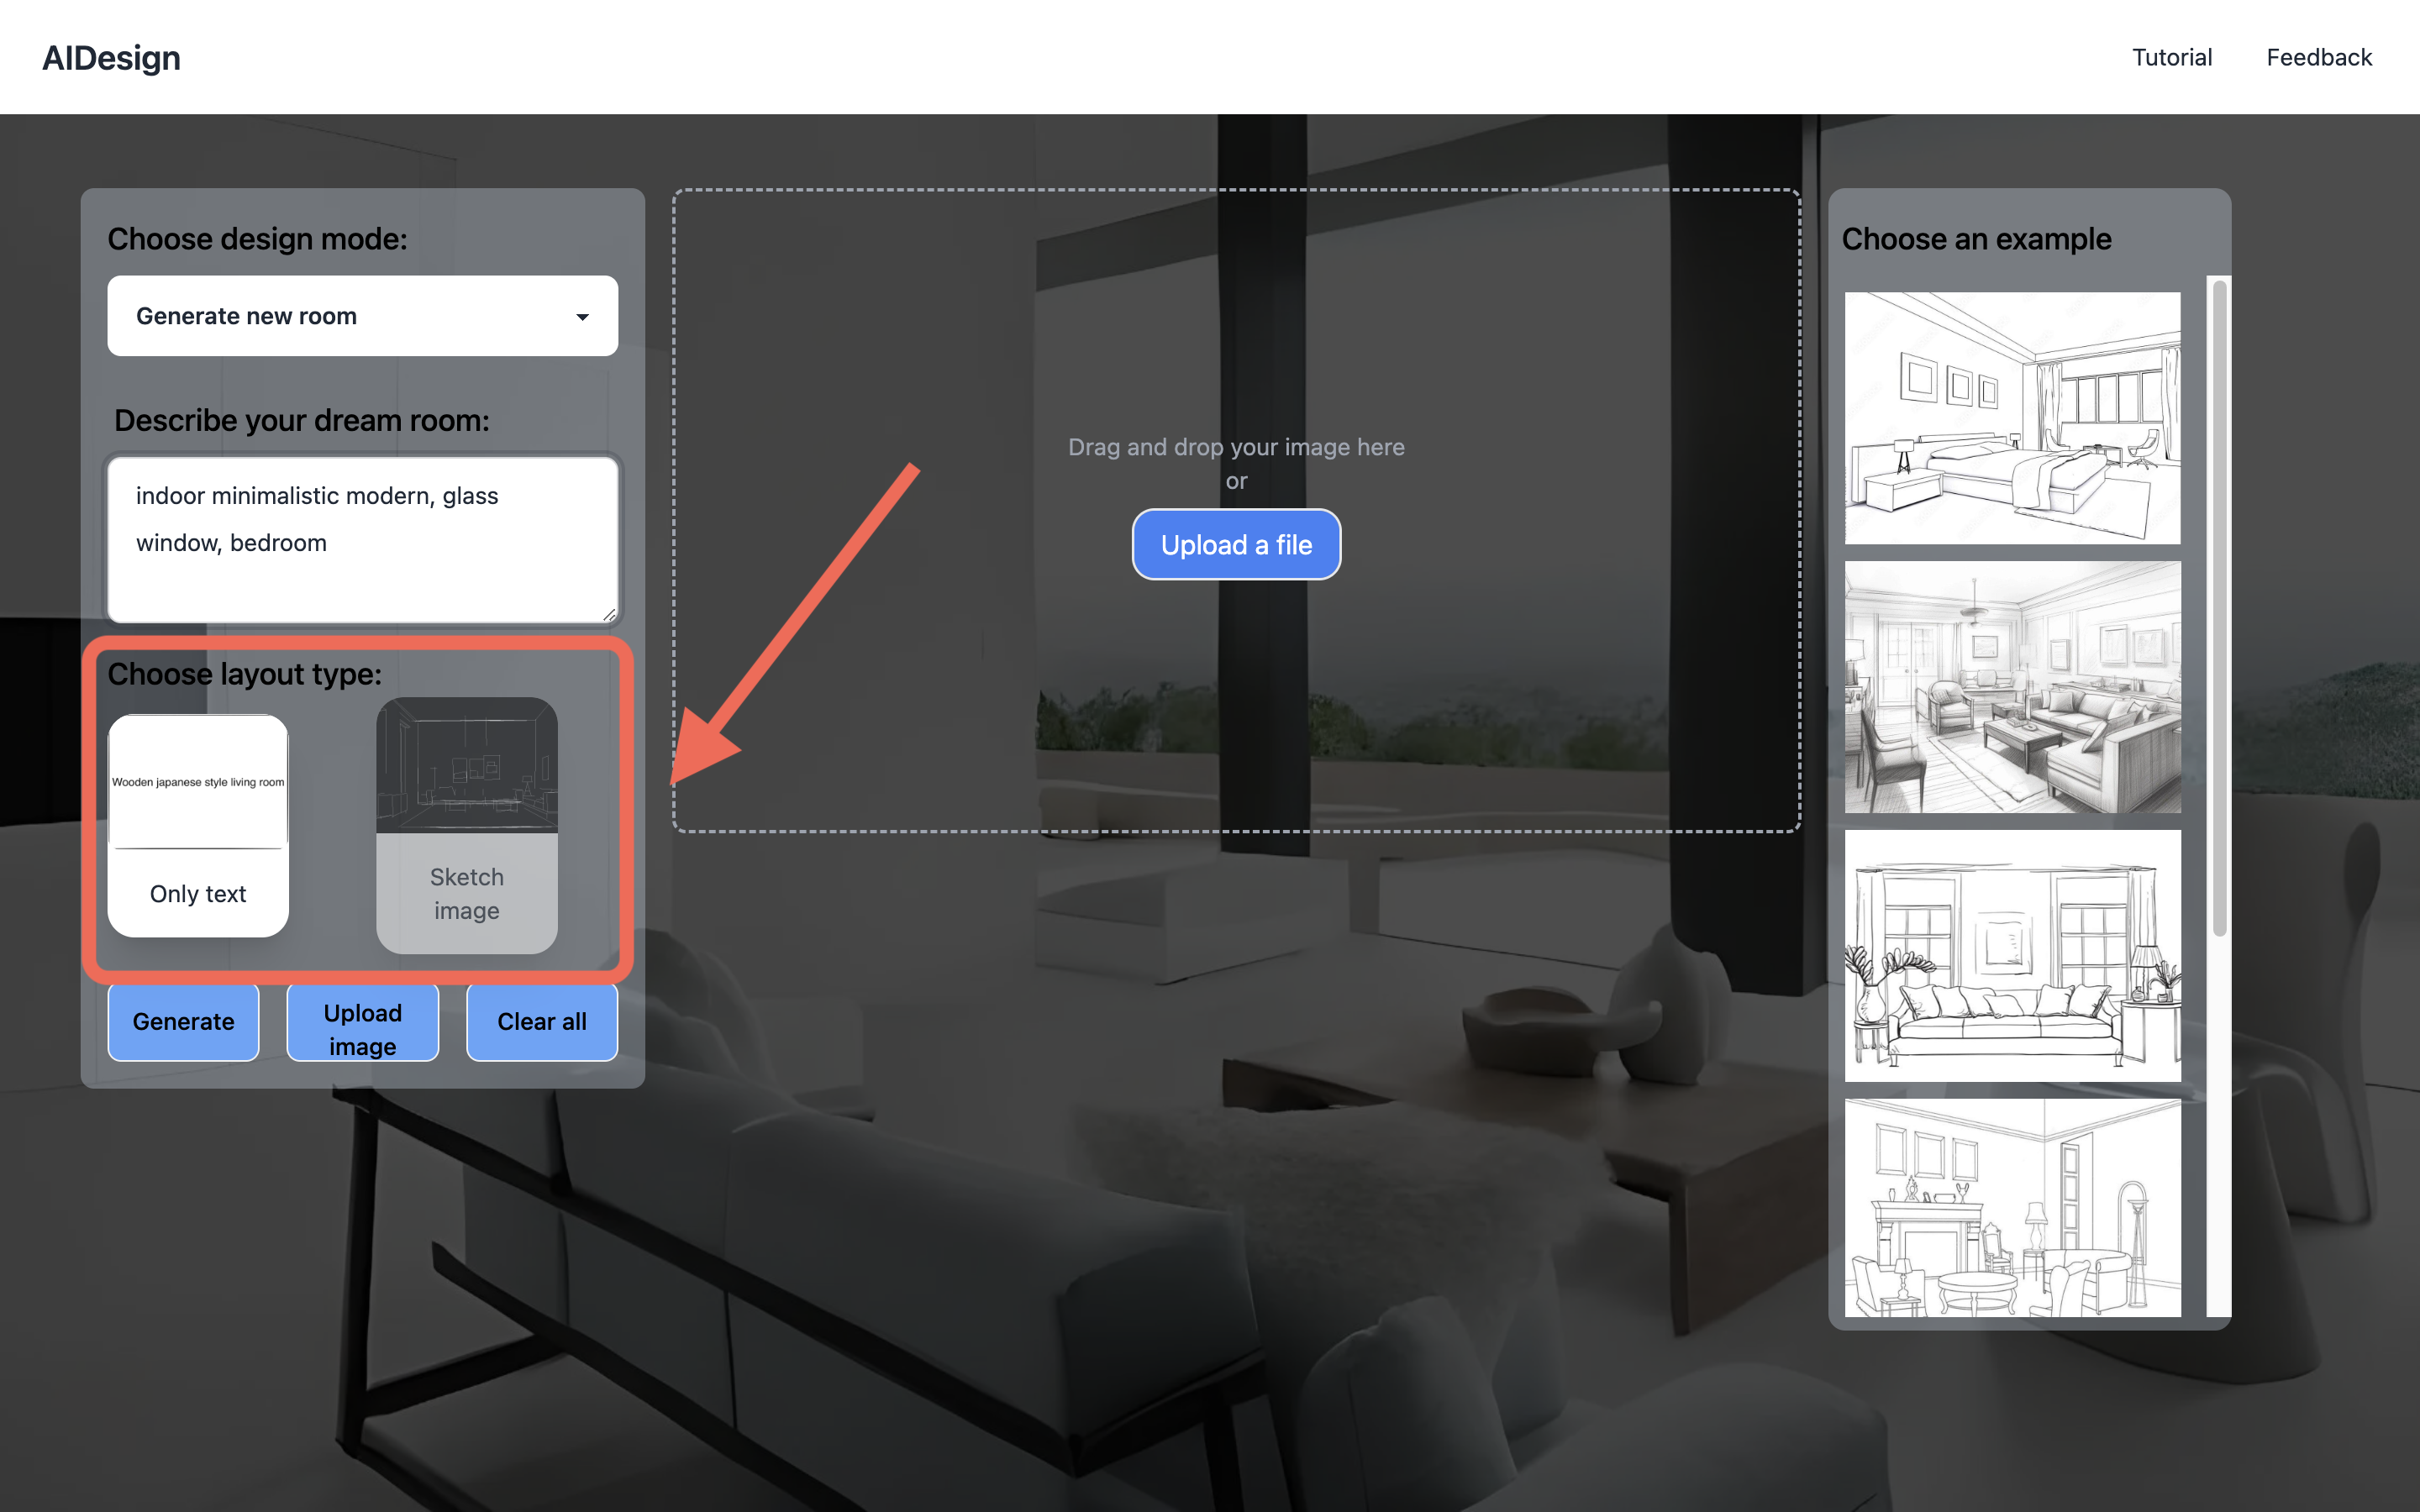 AIDesign
Tutorial
Feedback
Choose design mode:
Generate new room
Describe your dream room:
indoor minimalistic modern, glass
window, bedroom
Choose layout type:
Wooden japanese style living room
Only text
Sketch
image
Generate
Upload
image
Clear all
Drag and drop your image here
or
Upload a file
Choose an example